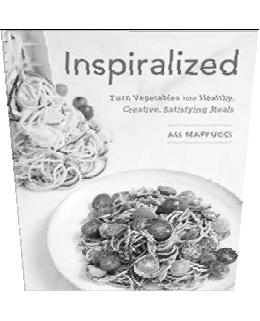 Inspiralized
Turn Vegetables into Healthy,
Creative, Satisfying Meals
Ali Maffucci